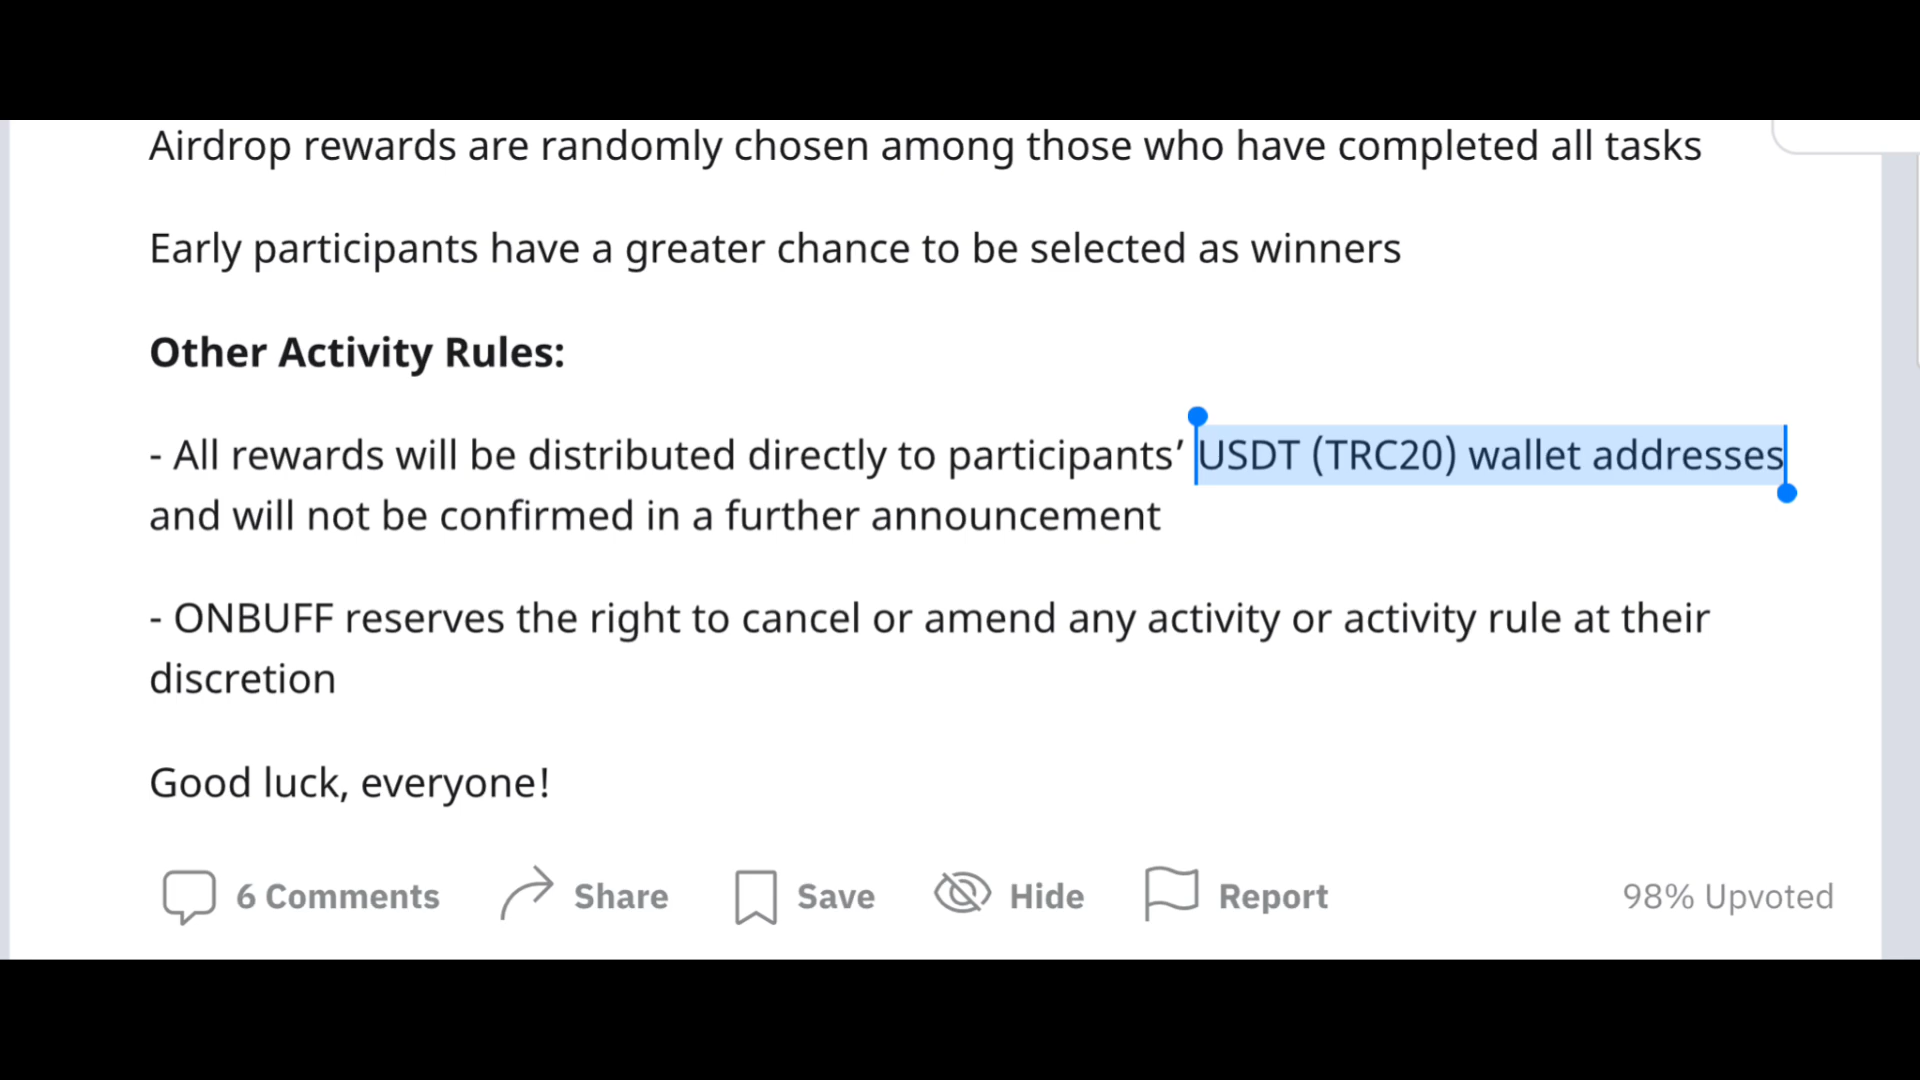 Airdrop rewards are randomly chosen among those who have completed all tasks
Early participants have a greater chance to be selected as winners
Other Activity Rules:
- All rewards will be distributed directly to participants’ USDT (TRC20) wallet addresses
and will not be confirmed in a further announcement
- ONBUFF reserves the right to cancel or amend any activity or activity rule at their
discretion
Good luck, everyone!
6 Comments Share Save Hide Report 98% Upvoted